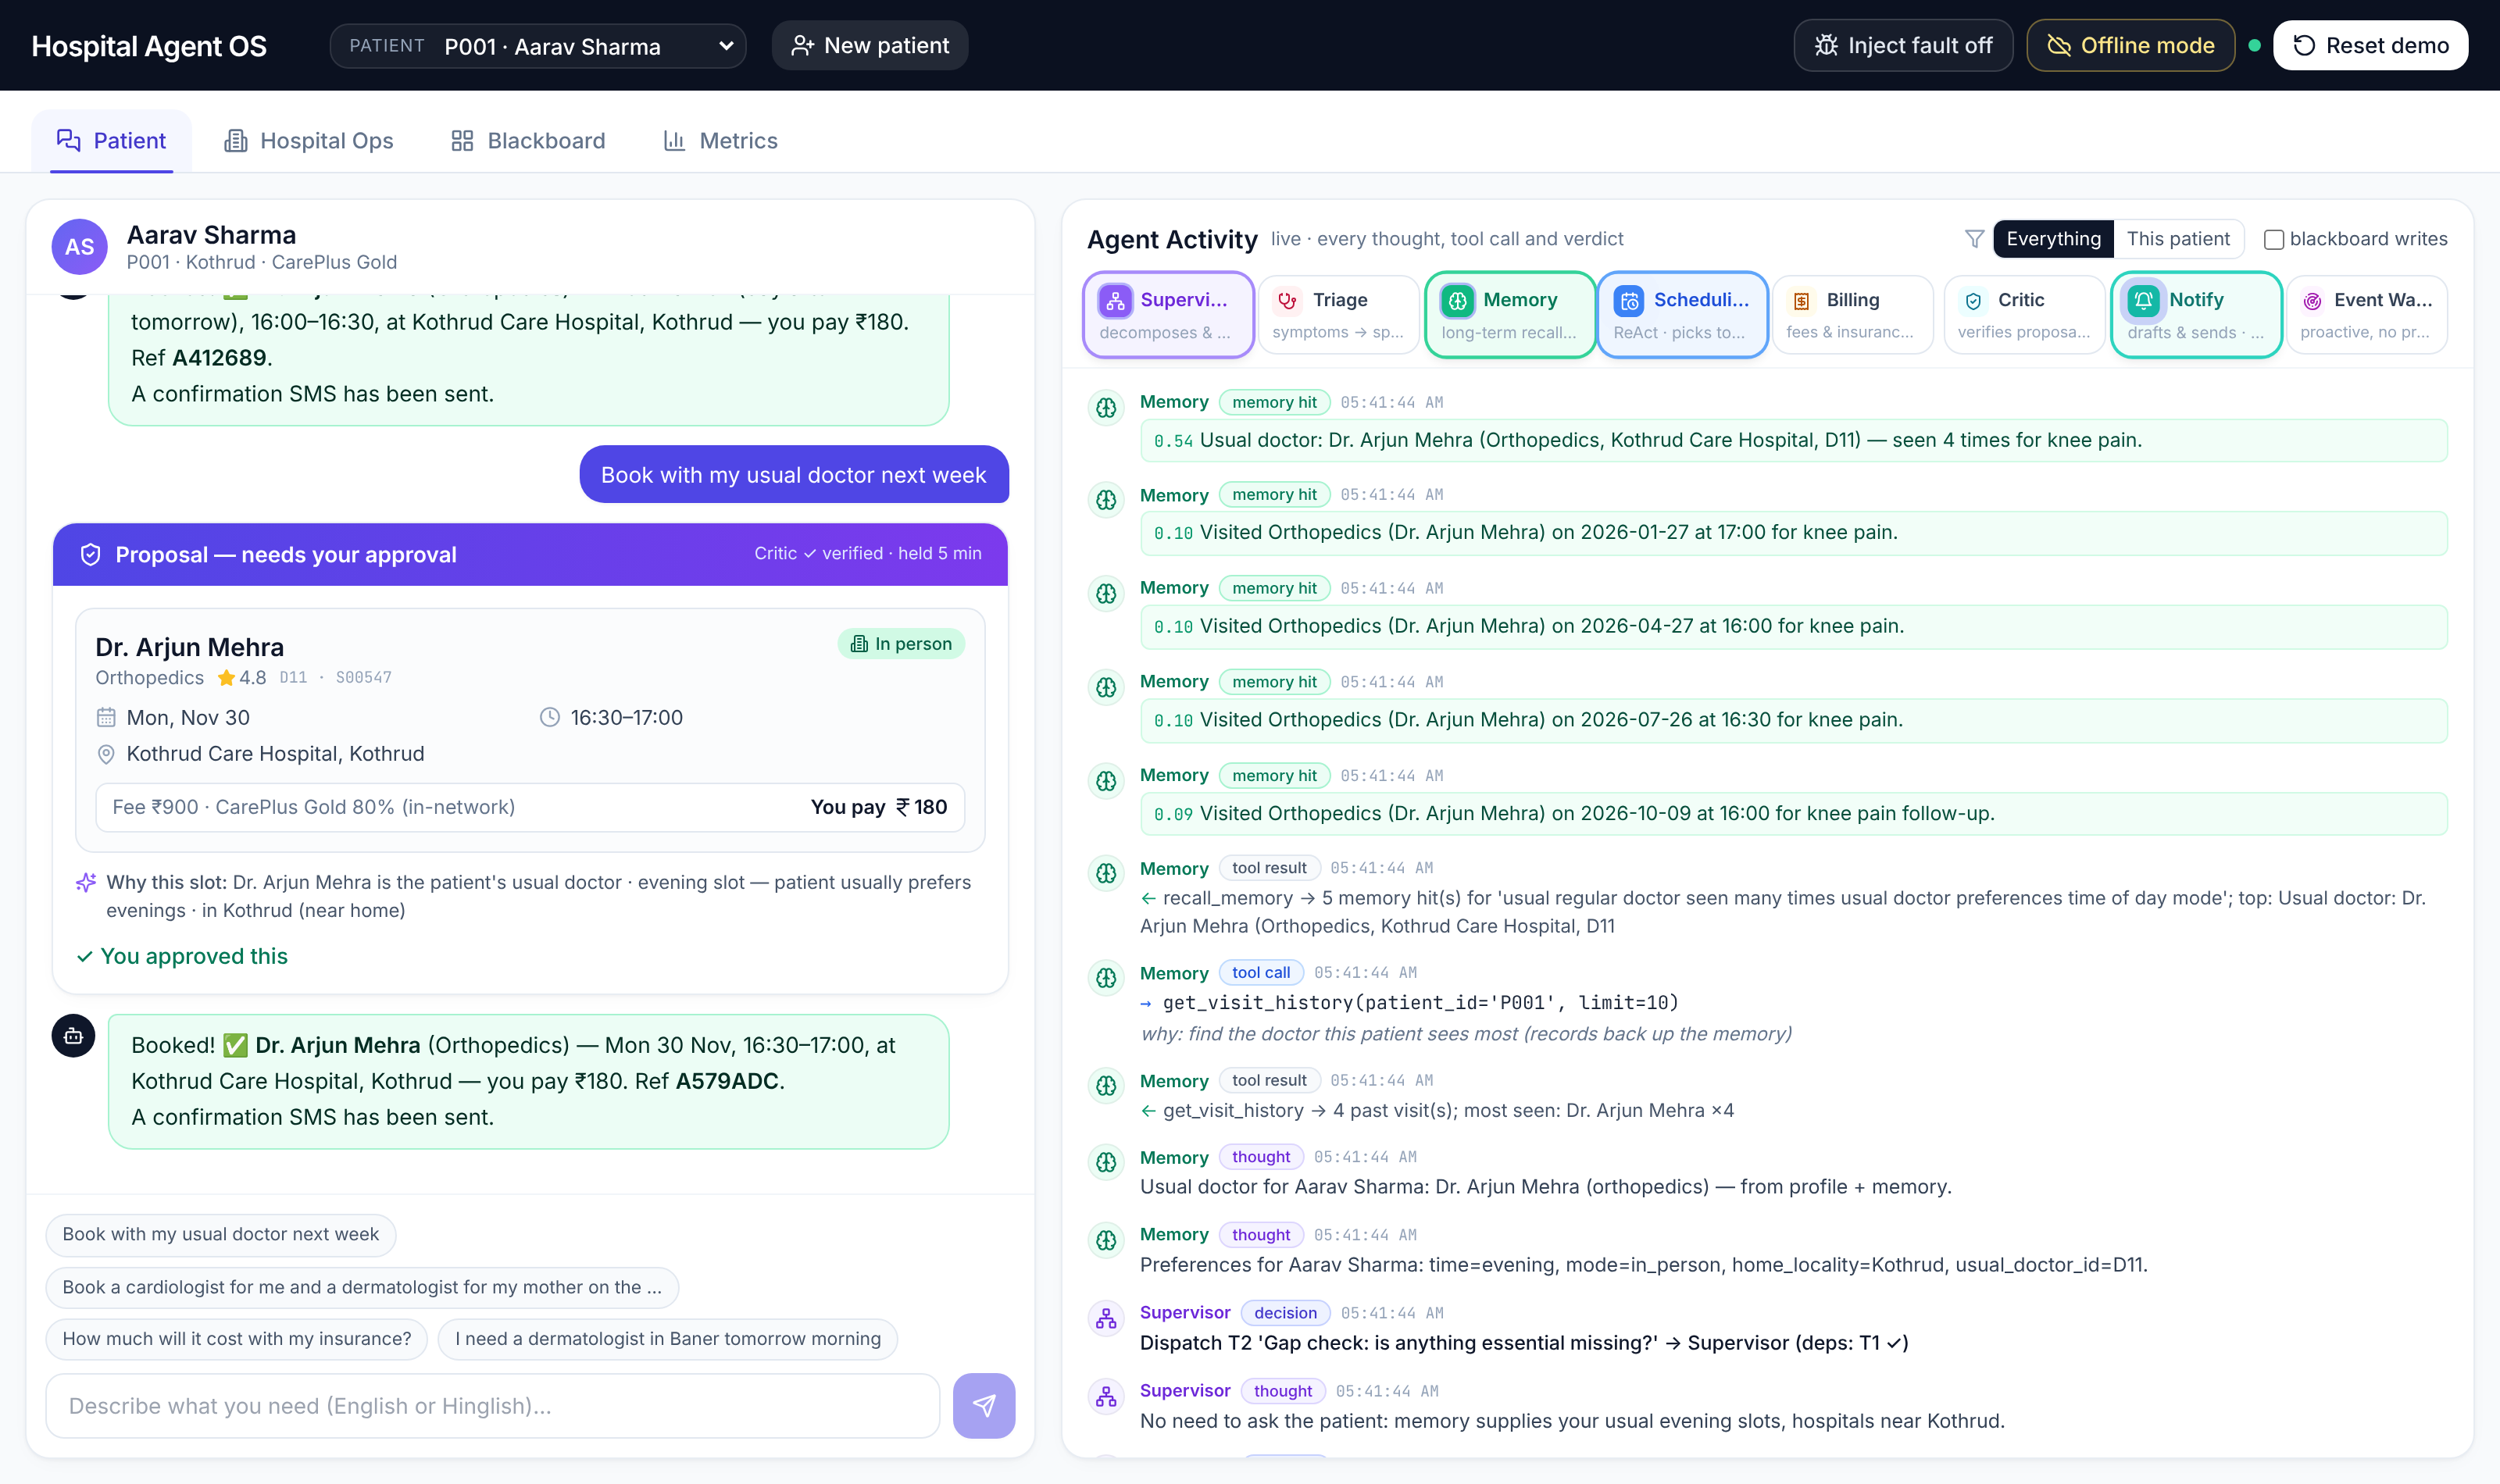 Hospital Agent OS
PATIENT P001 · Aarav Sharma
New patient
Inject fault off
Offline mode
Reset demo
Patient
Hospital Ops
Blackboard
Metrics
AS
Aarav Sharma
P001 · Kothrud · CarePlus Gold
tomorrow), 16:00–16:30, at Kothrud Care Hospital, Kothrud — you pay ₹180.
Ref A412689.
A confirmation SMS has been sent.
Book with my usual doctor next week
Proposal — needs your approval
Critic ✓ verified · held 5 min
Dr. Arjun Mehra
In person
Orthopedics ⭐ 4.8 D11 · S00547
Mon, Nov 30
16:30–17:00
Kothrud Care Hospital, Kothrud
Fee ₹900 · CarePlus Gold 80% (in-network)
You pay ₹180
Why this slot: Dr. Arjun Mehra is the patient's usual doctor · evening slot — patient usually prefers
evenings · in Kothrud (near home)
✓ You approved this
Booked! ✅ Dr. Arjun Mehra (Orthopedics) — Mon 30 Nov, 16:30–17:00, at
Kothrud Care Hospital, Kothrud — you pay ₹180. Ref A579ADC.
A confirmation SMS has been sent.
Book with my usual doctor next week
Book a cardiologist for me and a dermatologist for my mother on the ...
How much will it cost with my insurance?
I need a dermatologist in Baner tomorrow morning
Describe what you need (English or Hinglish)...
Agent Activity live · every thought, tool call and verdict
Everything
This patient
blackboard writes
Supervi...
decomposes & ...
Triage
symptoms → sp...
Memory
long-term recall...
Scheduli...
ReAct · picks to...
Billing
fees & insuranc...
Critic
verifies proposa...
Notify
drafts & sends · ...
Event Wa...
proactive, no pr...
Memory memory hit 05:41:44 AM
0.54 Usual doctor: Dr. Arjun Mehra (Orthopedics, Kothrud Care Hospital, D11) — seen 4 times for knee pain.
Memory memory hit 05:41:44 AM
0.10 Visited Orthopedics (Dr. Arjun Mehra) on 2026-01-27 at 17:00 for knee pain.
Memory memory hit 05:41:44 AM
0.10 Visited Orthopedics (Dr. Arjun Mehra) on 2026-04-27 at 16:00 for knee pain.
Memory memory hit 05:41:44 AM
0.10 Visited Orthopedics (Dr. Arjun Mehra) on 2026-07-26 at 16:30 for knee pain.
Memory memory hit 05:41:44 AM
0.09 Visited Orthopedics (Dr. Arjun Mehra) on 2026-10-09 at 16:00 for knee pain follow-up.
Memory tool result 05:41:44 AM
← recall_memory → 5 memory hit(s) for 'usual regular doctor seen many times usual doctor preferences time of day mode'; top: Usual doctor: Dr.
Arjun Mehra (Orthopedics, Kothrud Care Hospital, D11
Memory tool call 05:41:44 AM
→ get_visit_history(patient_id='P001', limit=10)
why: find the doctor this patient sees most (records back up the memory)
Memory tool result 05:41:44 AM
← get_visit_history → 4 past visit(s); most seen: Dr. Arjun Mehra ×4
Memory thought 05:41:44 AM
Usual doctor for Aarav Sharma: Dr. Arjun Mehra (orthopedics) — from profile + memory.
Memory thought 05:41:44 AM
Preferences for Aarav Sharma: time=evening, mode=in_person, home_locality=Kothrud, usual_doctor_id=D11.
Supervisor decision 05:41:44 AM
Dispatch T2 'Gap check: is anything essential missing?' → Supervisor (deps: T1 ✓)
Supervisor thought 05:41:44 AM
No need to ask the patient: memory supplies your usual evening slots, hospitals near Kothrud.